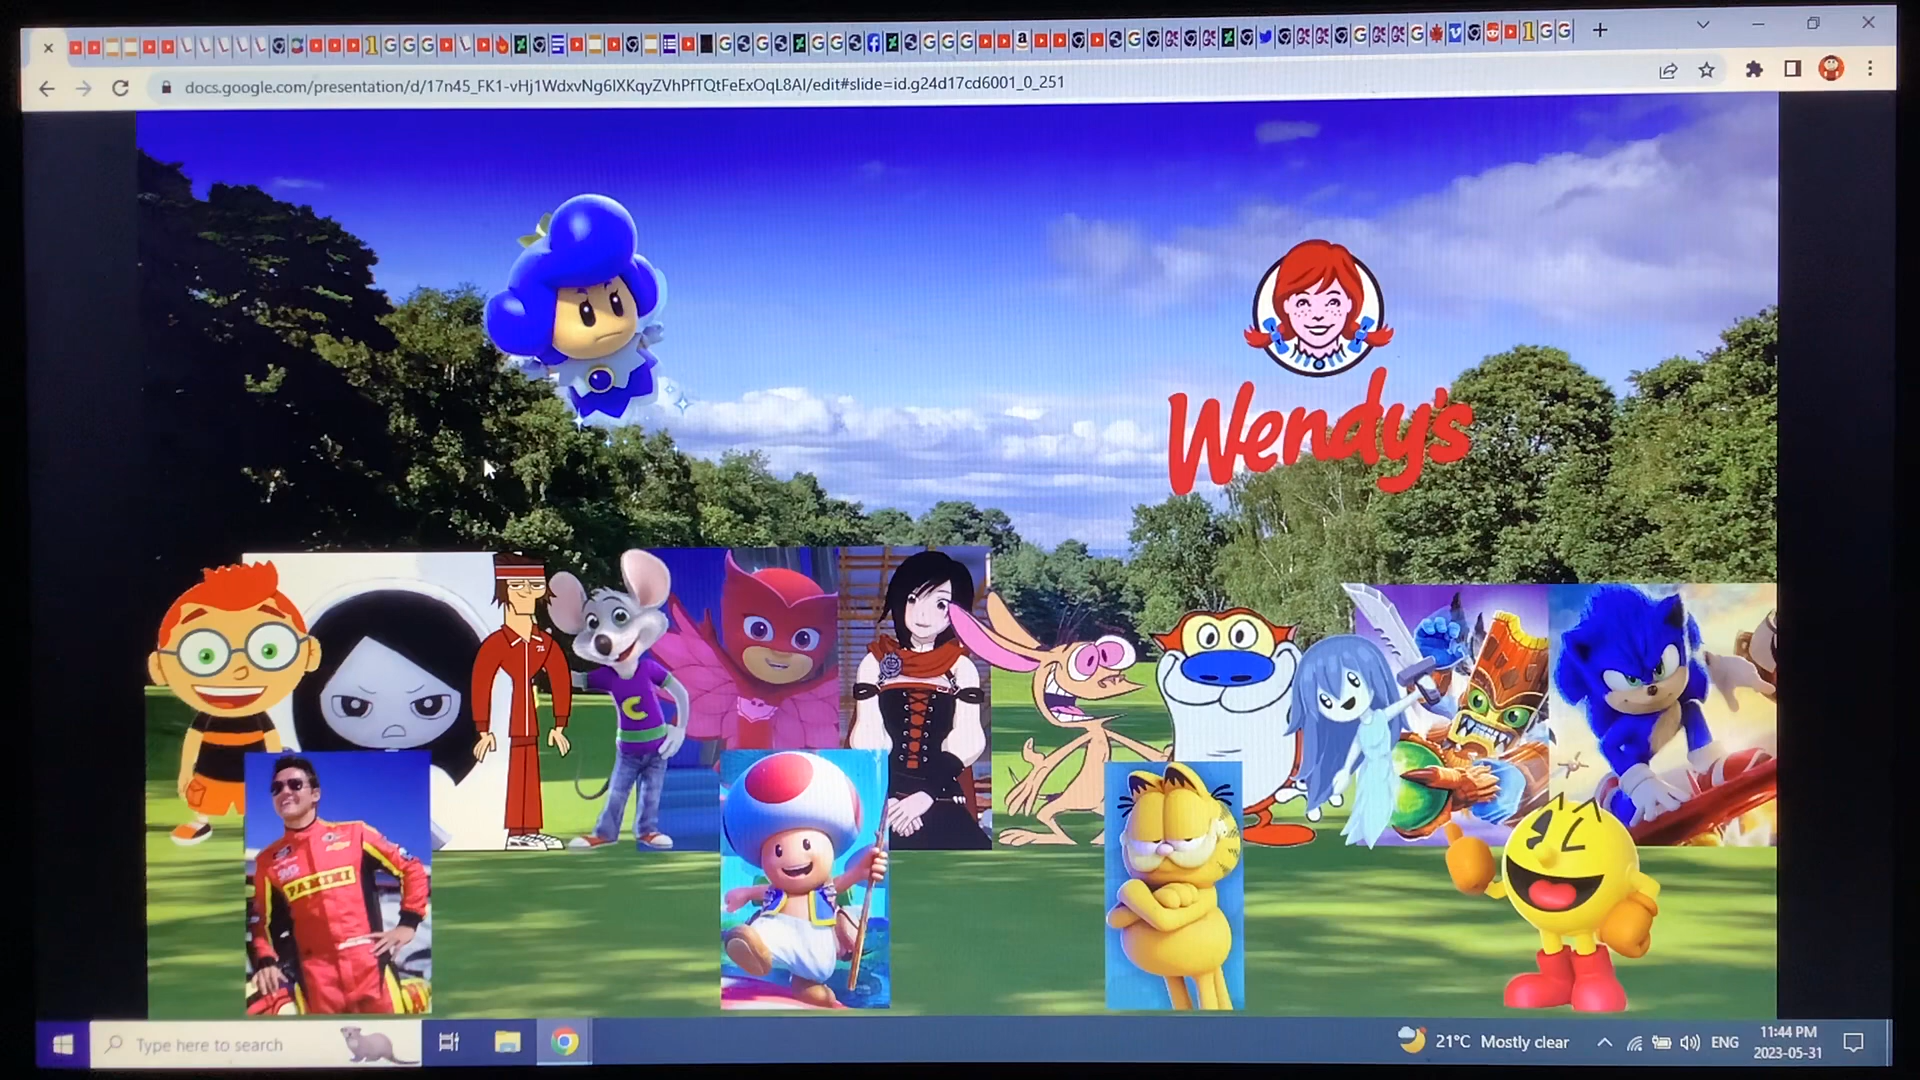 docs.google.com/presentation/d/17n45_FK1-vHj1WdxvNg6IXKqyZVhPfTQtFeExOqL8AI/edit#slide=id.g24d17cd6001_0_251
Wendy's
C
PANINI
Type here to search
21°C Mostly clear
ENG
11:44 PM
2023-05-31